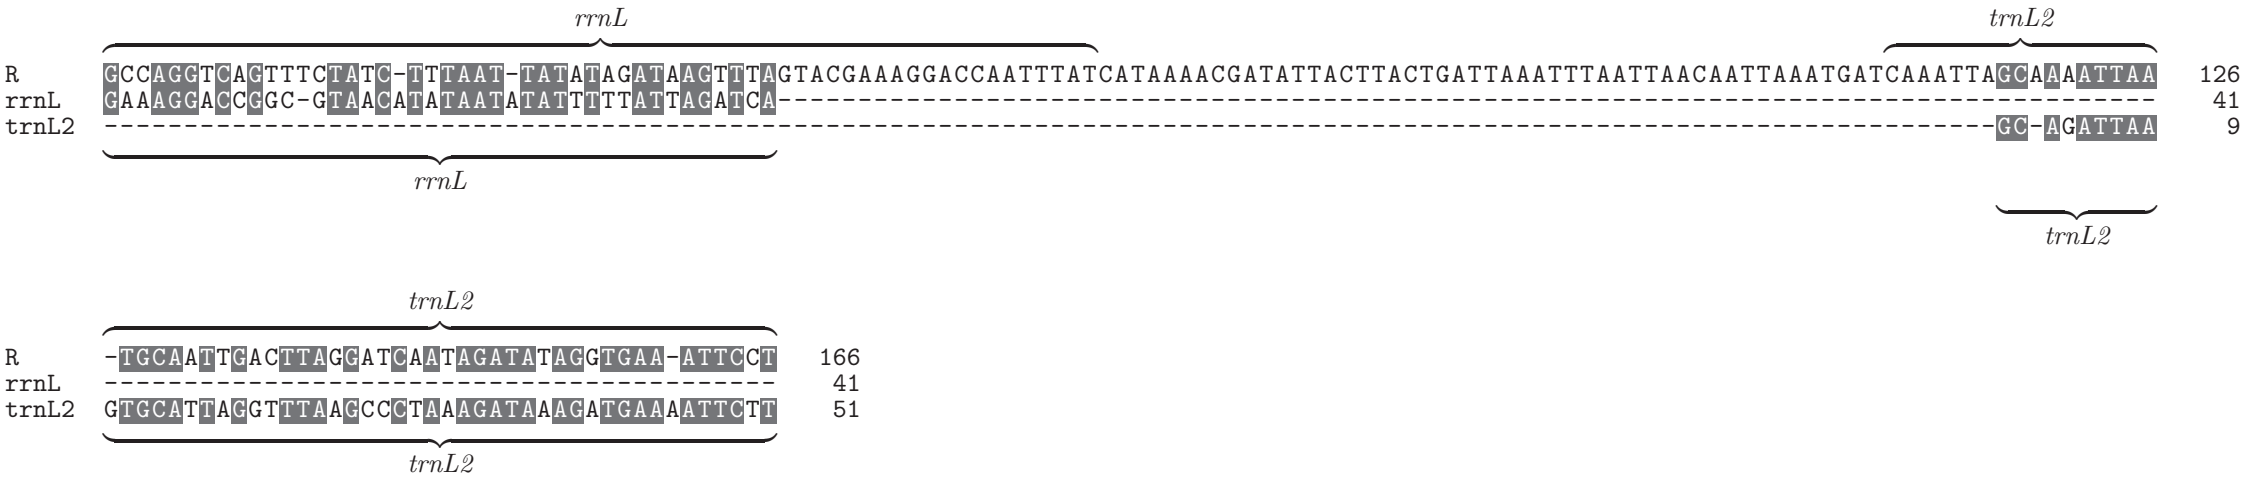 rrnL trnL2
R GCCAGGTCAGTTTCTATC-TTTAAT-TATATAGATAAGTTTAGTACGAAAGGACCAATTTATCATAAAACGATATTACTTACTGATTAAATTTAATTAACAATTAAATGATCAAATTAGCAAAATTAA 126
rrnL GAAAGGACCGGC-GTAACATATAATATATTTTTATTAGATCA-------------------------------------------------------------------------------------- 41
trnL2 ----------------------------------------------------------------------------------------------------------------------GC-AGATTAA 9
rrnL
trnL2
trnL2
R -TGCAATTGACTTAGGATCAATAGATATAGGTGAA-ATTCCT 166
rrnL ------------------------------------------ 41
trnL2 GTGCATTAGGTTTAAGCCCTAAAGATAAAGATGAAAATTCTT 51
trnL2